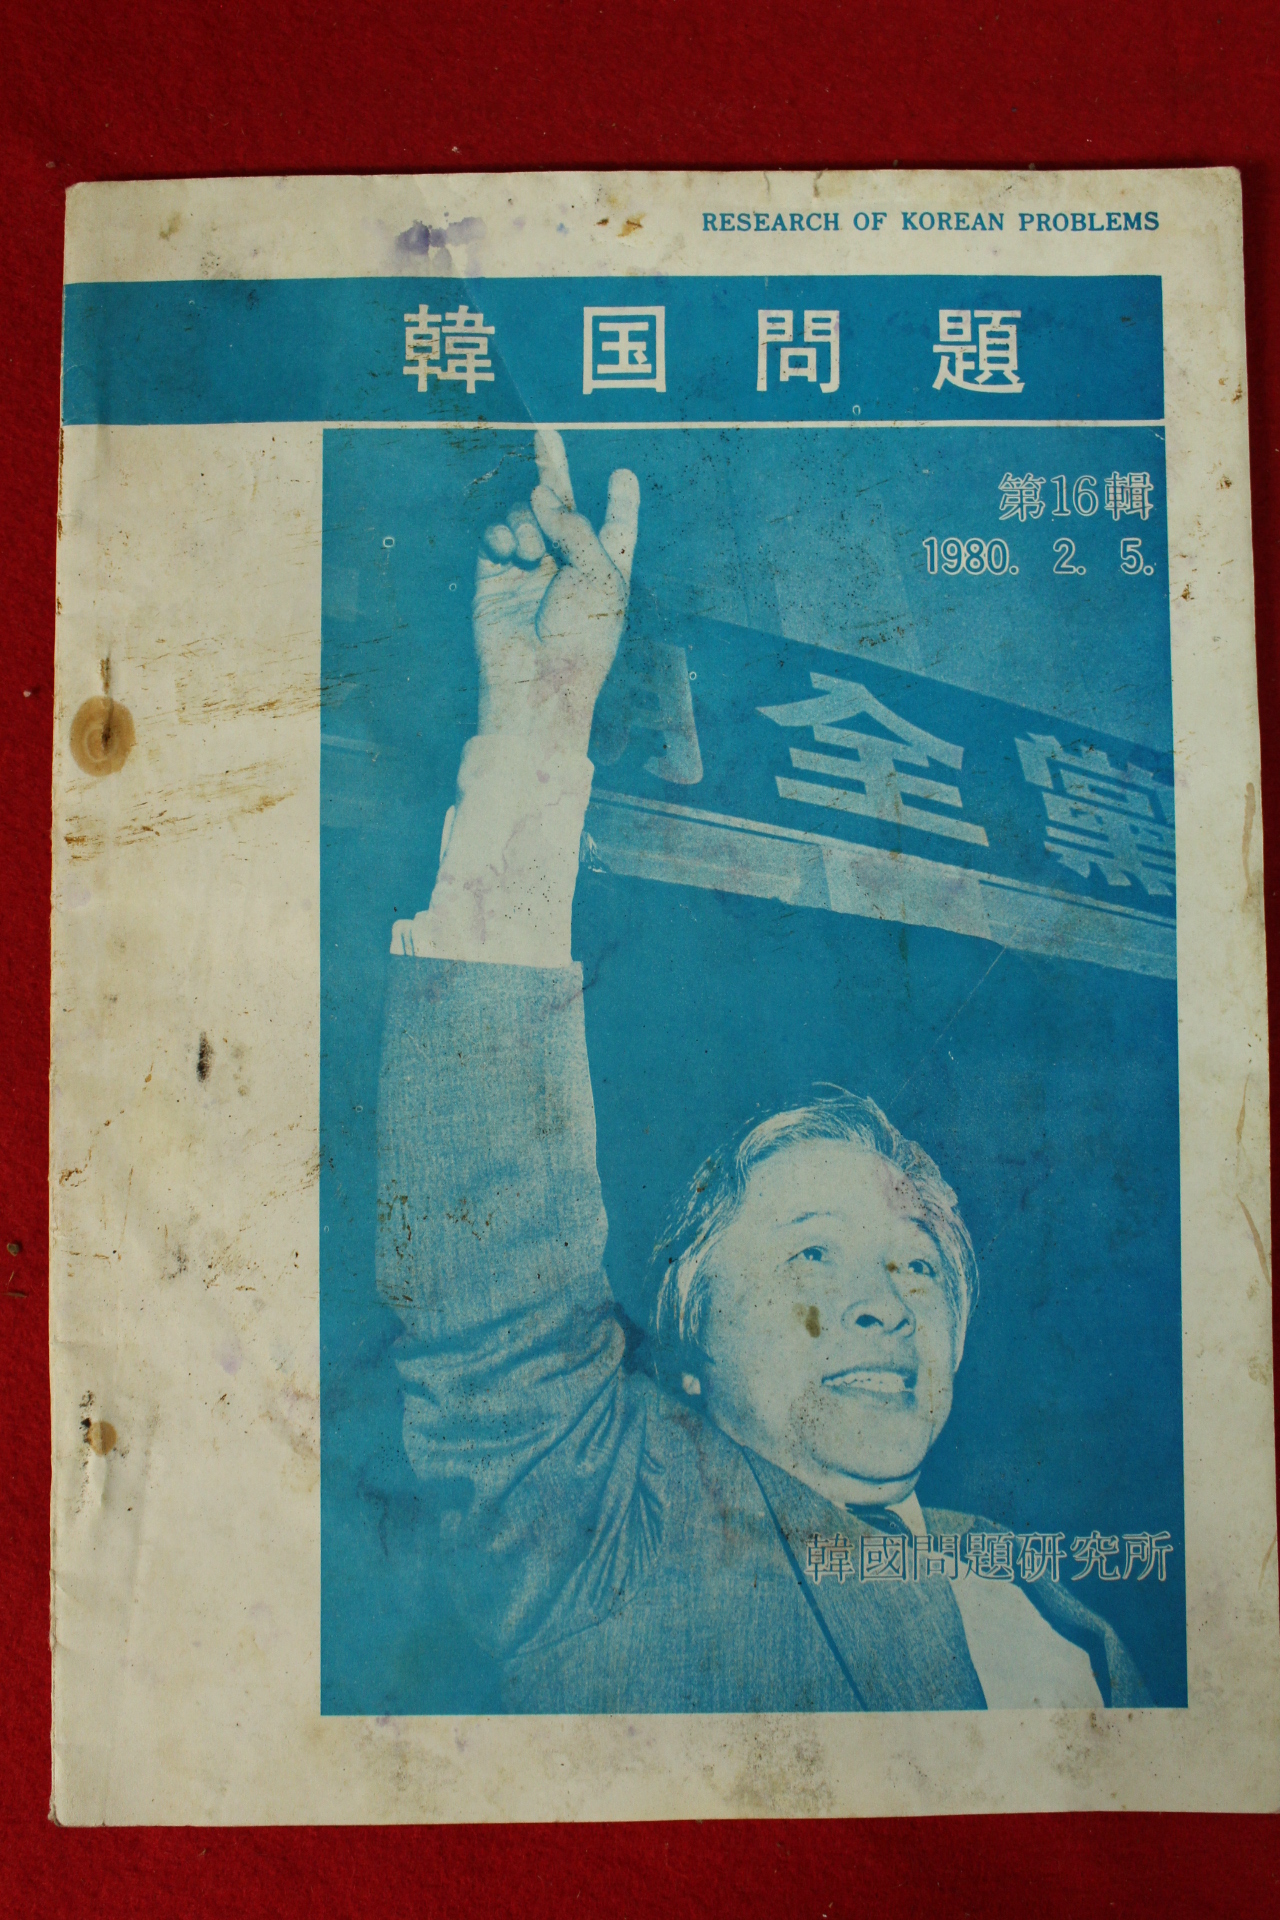 RESEARCH OF KOREAN PROBLEMS
韓国問題
第16輯
1980. 2. 5.
全黨
韓國問題研究所